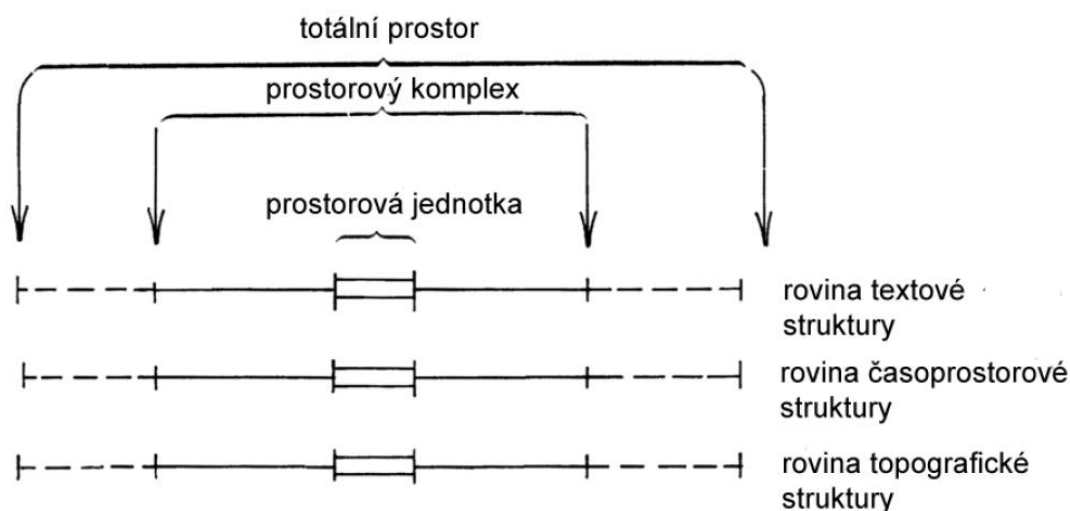 totální prostor
prostorový komplex
prostorová jednotka
rovina textové
struktury
rovina časoprostorové
struktury
rovina topografické
struktury